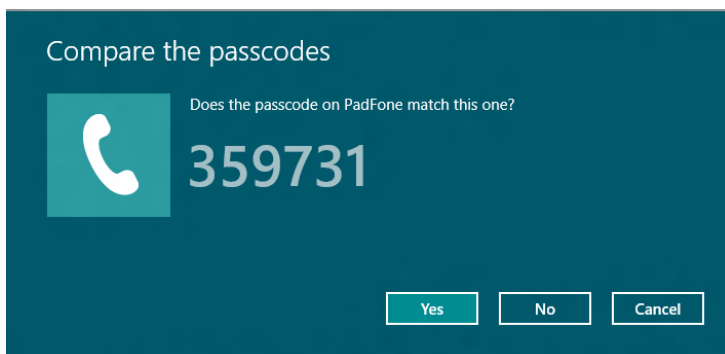 Compare the passcodes
Does the passcode on PadFone match this one?
359731
Yes No Cancel